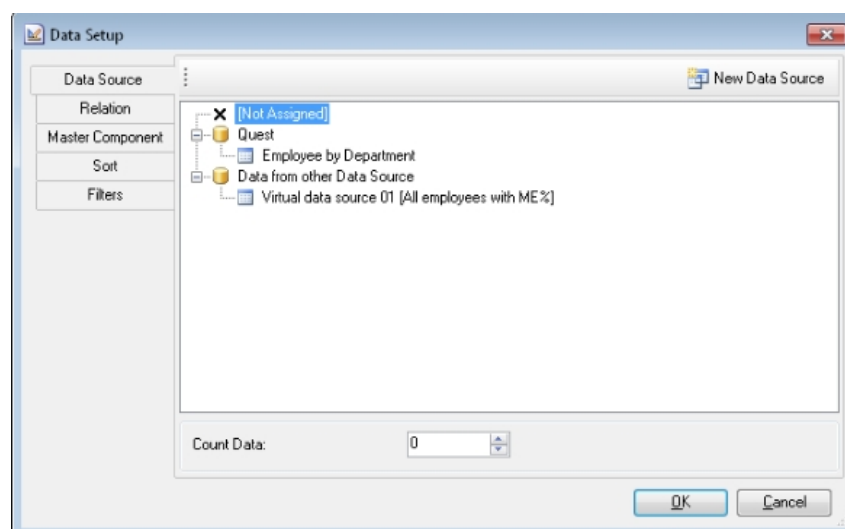 Data Setup
Data Source
New Data Source
Relation
Master Component
Sort
Filters
[Not Assigned]
Quest
Employee by Department
Data from other Data Source
Virtual data source 01 [All employees with ME%]
Count Data:
0
OK
Cancel